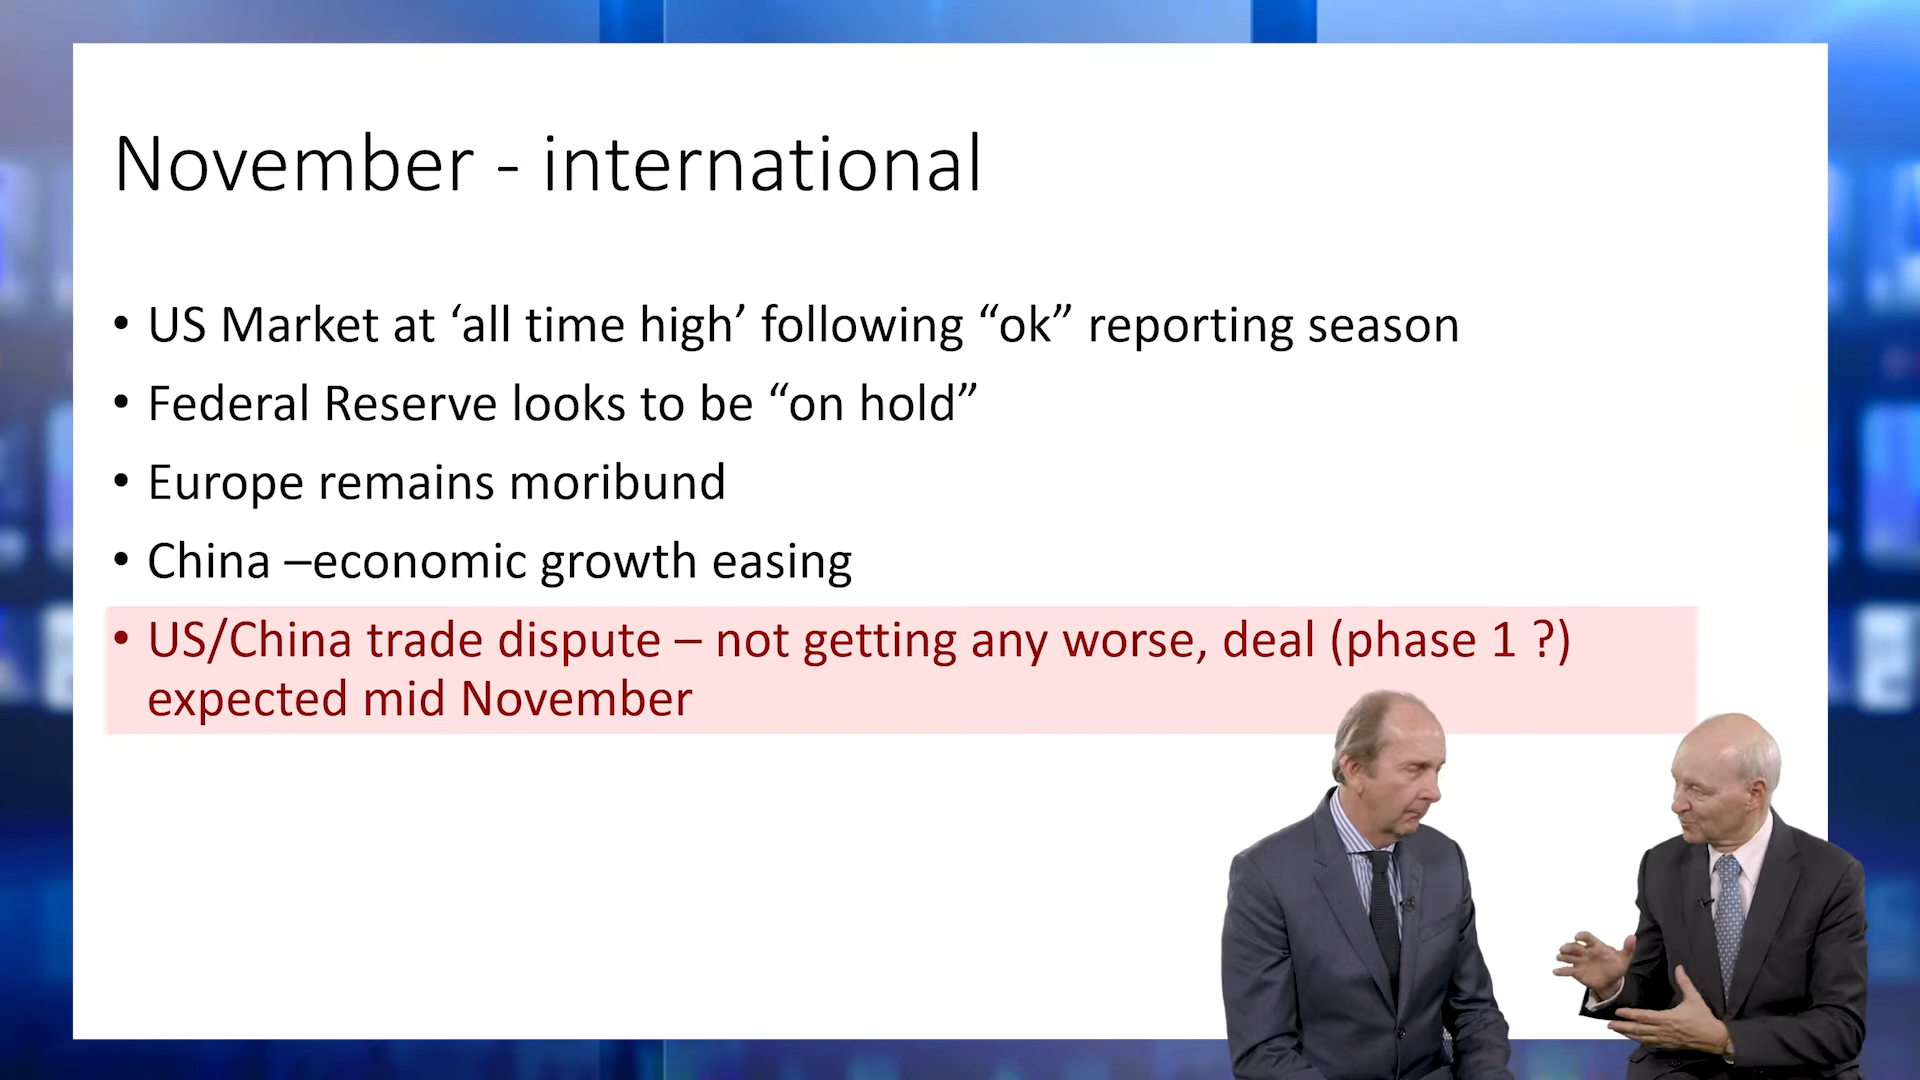 November - international
• US Market at ‘all time high’ following “ok” reporting season
• Federal Reserve looks to be “on hold”
• Europe remains moribund
• China –economic growth easing
• US/China trade dispute – not getting any worse, deal (phase 1 ?)
expected mid November